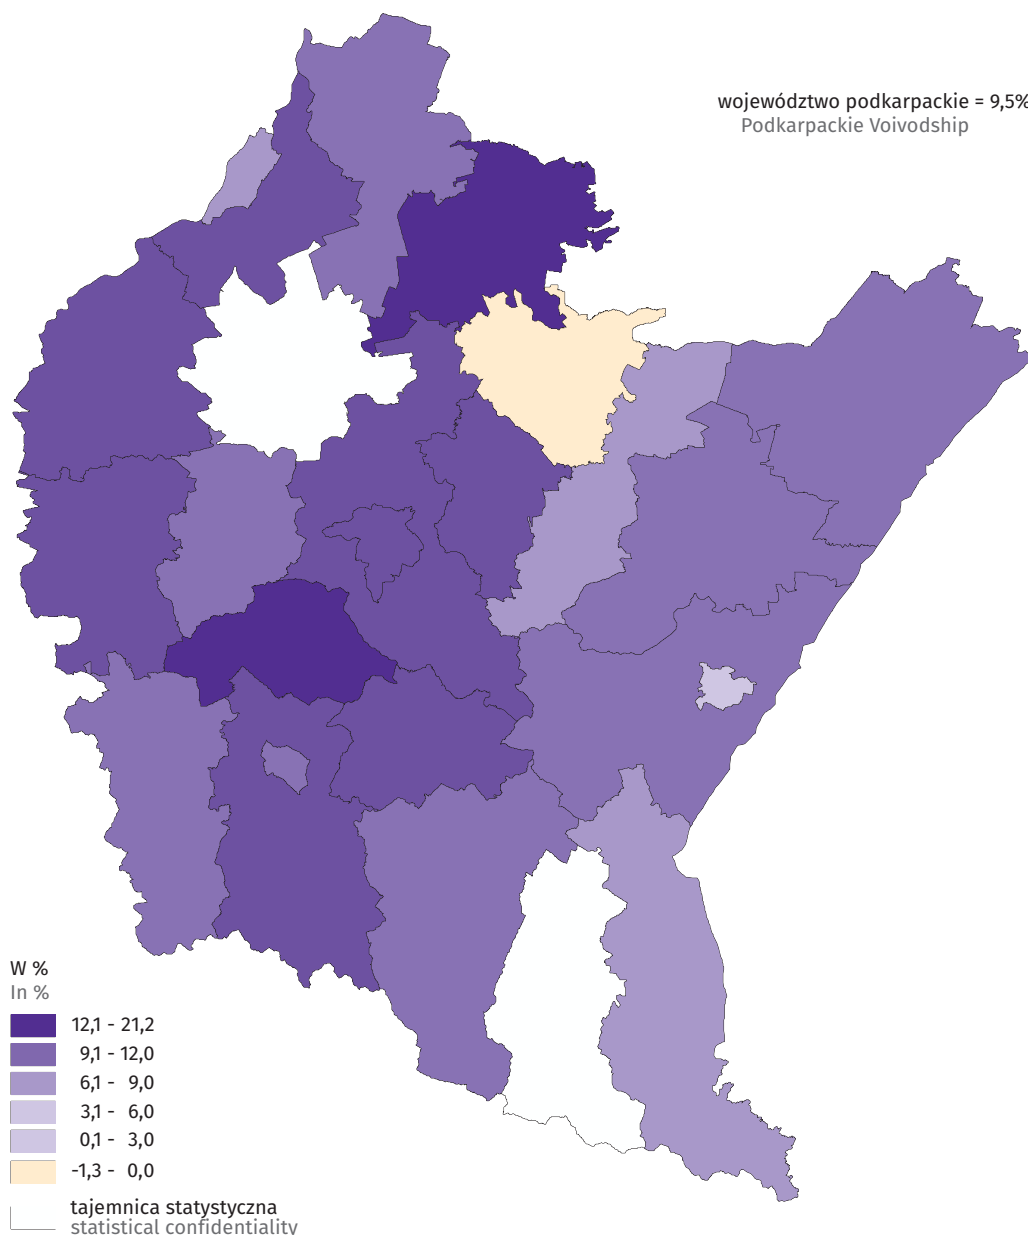 województwo podkarpackie = 9,5%
Podkarpackie Voivodship
W %
In %
12,1 - 21,2
9,1 - 12,0
6,1 - 9,0
3,1 - 6,0
0,1 - 3,0
-1,3 - 0,0
tajemnica statystyczna
statistical confidentiality